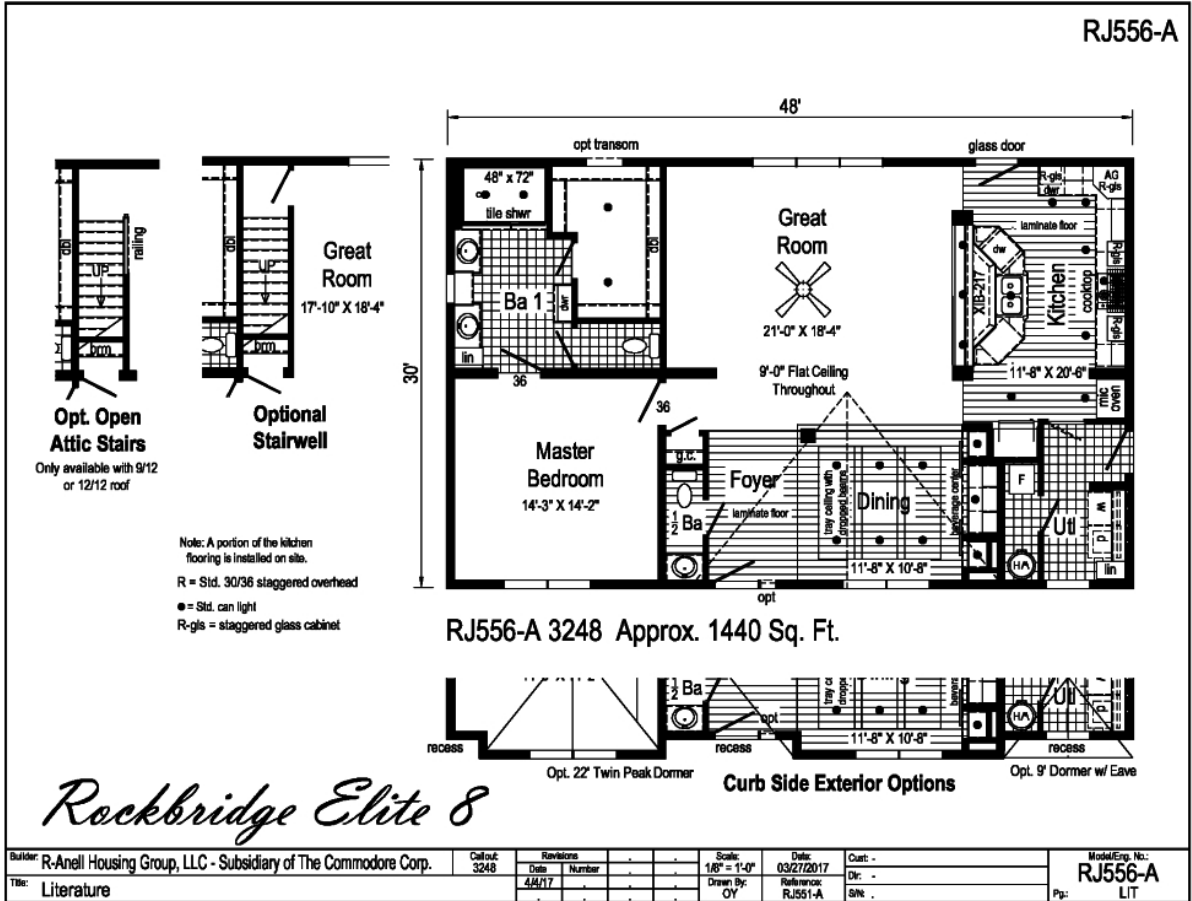 RJ556-A
48'
opt transom
glass door
48" x 72"
tile shwr
R-gls
dwr
AG
R-gls
laminate floor
Great
Room
21'-0" X 18'-4"
dbl
dw
XIB-217
Kitchen
cooktop
R-gls
R-gls
Ba 1
dwr
lin
30'
36
36
9'-0" Flat Ceiling
Throughout
11'-8" X 20'-6"
mic
oven
Master
Bedroom
14'-3" X 14'-2"
g.c.
Foyer
laminate floor
1/2 Ba
tray ceiling with
dropped beams
Dining
11'-8" X 10'-8"
beverage center
F
Utl
W
d
lin
opt
dbl
UP
railing
brm
Opt. Open
Attic Stairs
Only available with 9/12
or 12/12 roof
dbl
UP
brm
Great
Room
17'-10" X 18'-4"
Optional
Stairwell
Note: A portion of the kitchen
flooring is installed on site.
R = Std. 30/36 staggered overhead
● = Std. can light
R-gls = staggered glass cabinet
RJ556-A 3248 Approx. 1440 Sq. Ft.
1/2 Ba
opt
11'-8" X 10'-8"
Utl
d
recess
recess
recess
Opt. 22' Twin Peak Dormer
Curb Side Exterior Options
Opt. 9' Dormer w/ Eave
Rockbridge Elite 8
Builder: R-Anell Housing Group, LLC - Subsidiary of The Commodore Corp.
Title: Literature
Callout:
3248
Revisions
Date Number
4/4/17
Scale:
1/8" = 1'-0"
Drawn By:
OY
Date:
03/27/2017
Reference:
RJ551-A
Cust: -
Dir: -
S/N: .
Model/Eng. No.:
RJ556-A
Pg.: LIT